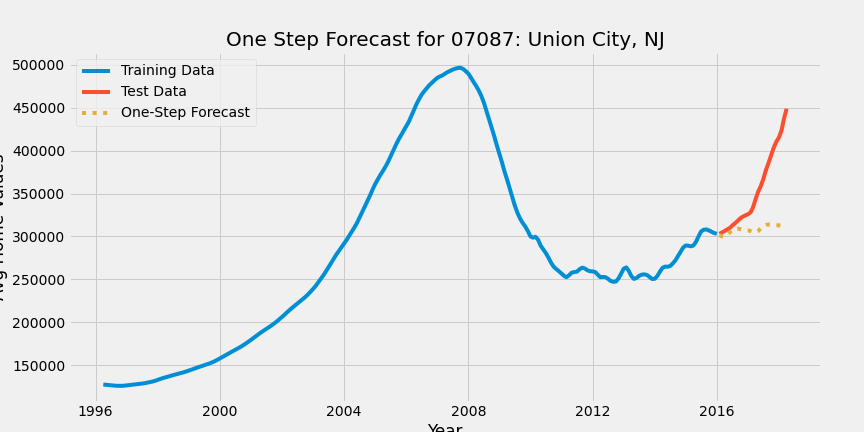 One Step Forecast for 07087: Union City, NJ
Training Data
Test Data
One-Step Forecast
500000
450000
400000
350000
300000
250000
200000
150000
1996
2000
2004
2008
2012
2016
Year